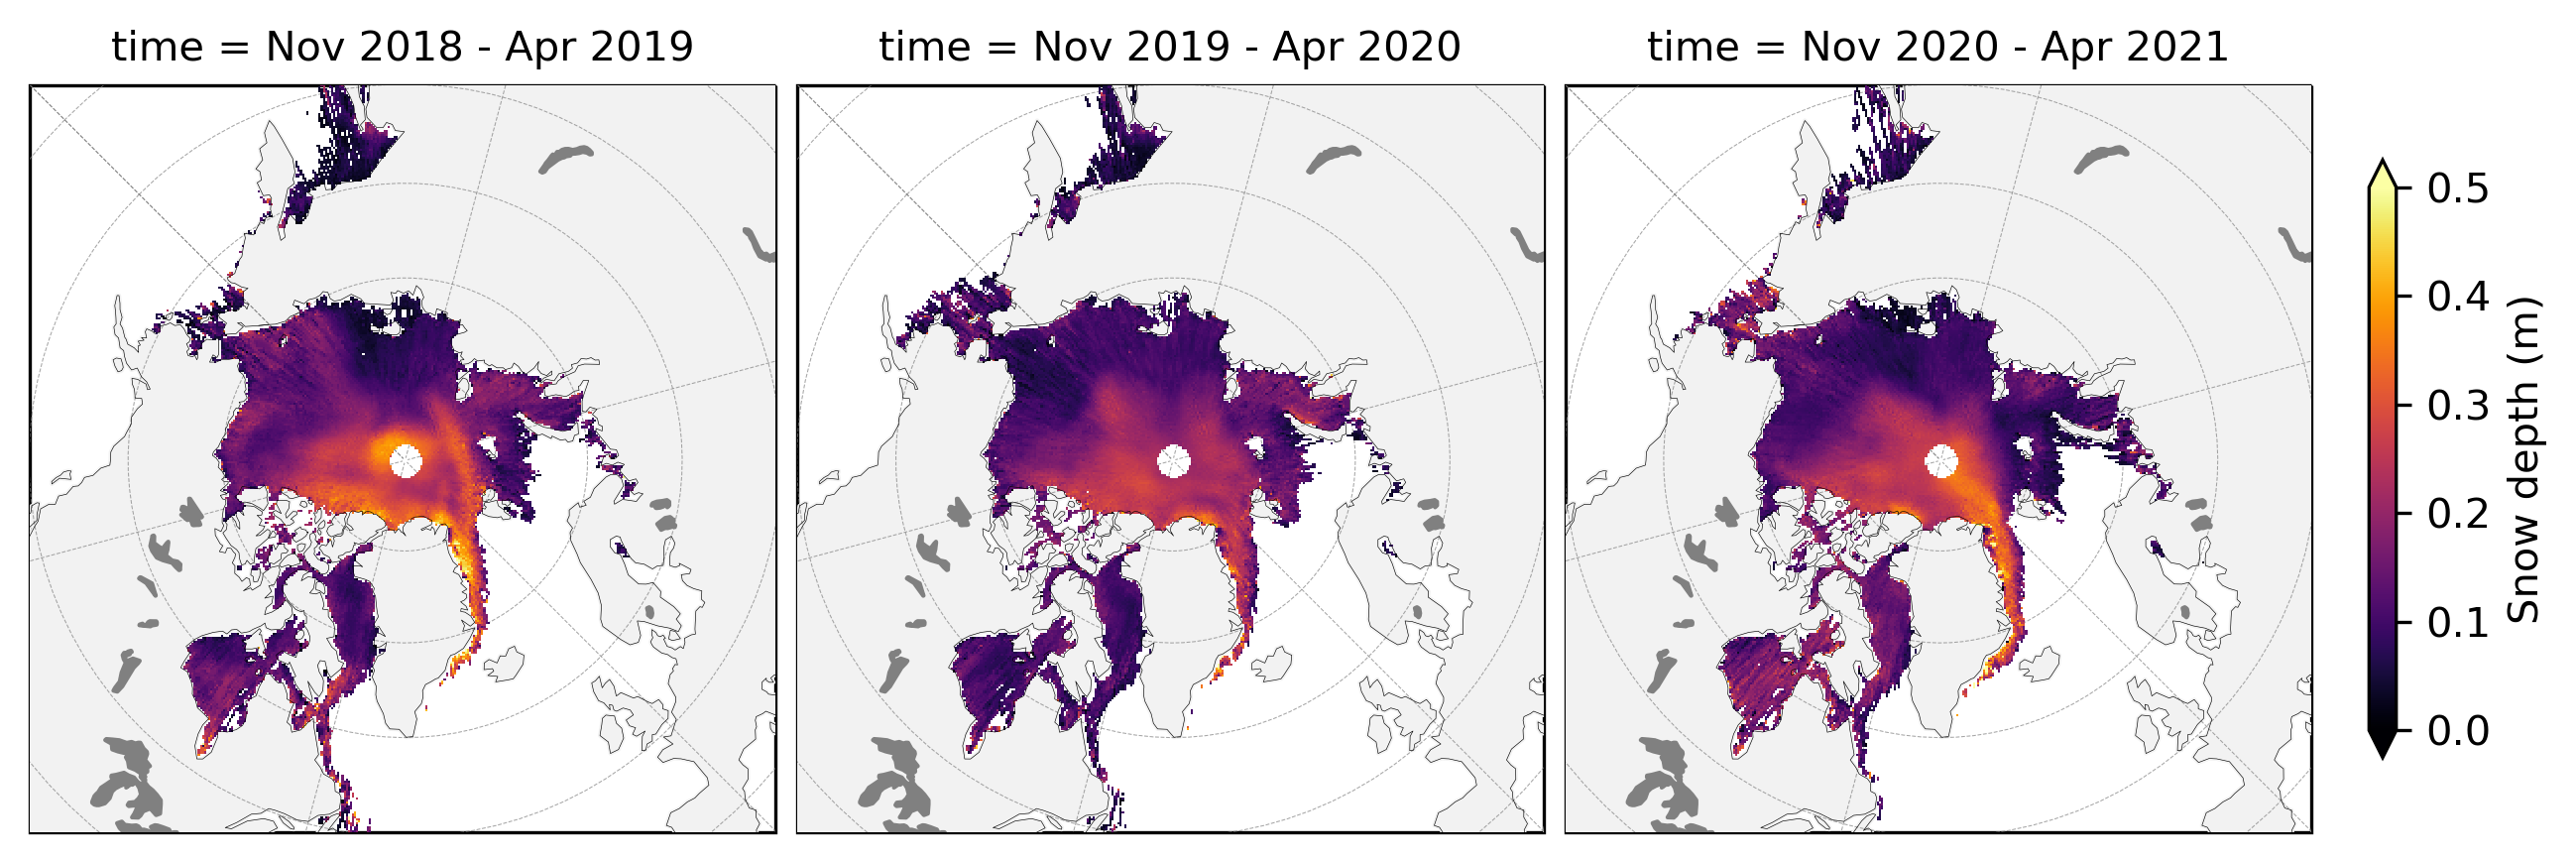 time = Nov 2018 - Apr 2019
time = Nov 2019 - Apr 2020
time = Nov 2020 - Apr 2021
0.5
0.4
0.3
0.2
0.1
0.0
Snow depth (m)